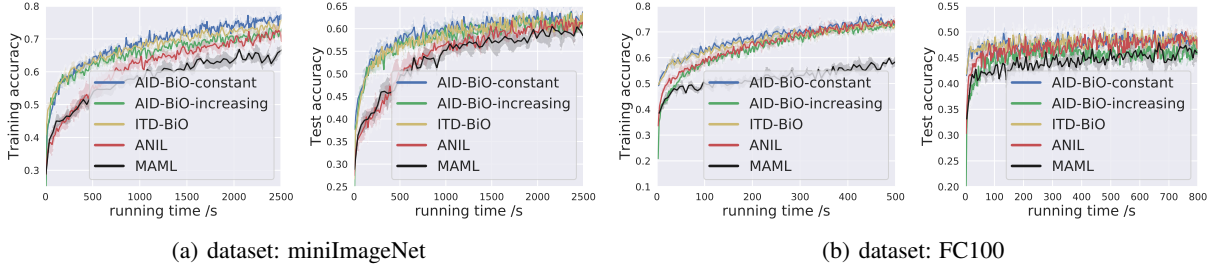 0.8
0.7
0.6
0.5
0.4
0.3
Training accuracy
AID-BiO-constant
AID-BiO-increasing
ITD-BiO
ANIL
MAML
0 500 1000 1500 2000 2500
running time /s
0.65
0.60
0.55
0.50
0.45
0.40
0.35
0.30
0.25
Test accuracy
AID-BiO-constant
AID-BiO-increasing
ITD-BiO
ANIL
MAML
0 500 1000 1500 2000 2500
running time /s
(a) dataset: miniImageNet
0.8
0.7
0.6
0.5
0.4
0.3
0.2
0.1
Training accuracy
AID-BiO-constant
AID-BiO-increasing
ITD-BiO
ANIL
MAML
0 100 200 300 400 500
running time /s
0.55
0.50
0.45
0.40
0.35
0.30
0.25
0.20
Test accuracy
AID-BiO-constant
AID-BiO-increasing
ITD-BiO
ANIL
MAML
0 100 200 300 400 500 600 700 800
running time /s
(b) dataset: FC100